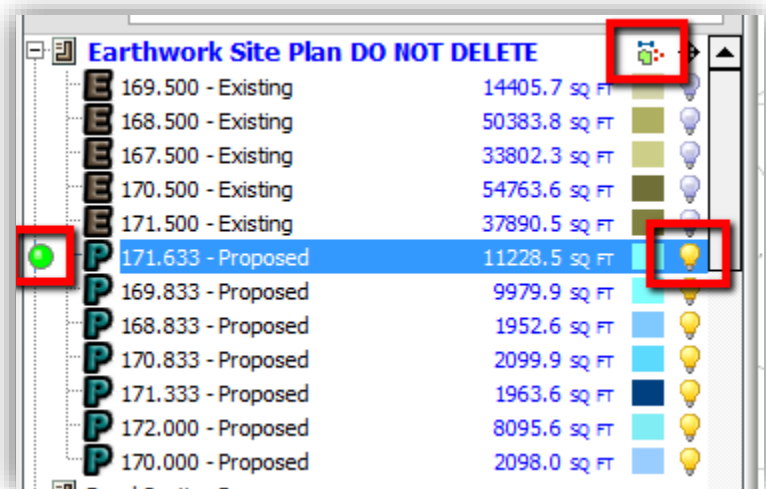 Earthwork Site Plan DO NOT DELETE
E 169.500 - Existing 14405.7 SQ FT
E 168.500 - Existing 50383.8 SQ FT
E 167.500 - Existing 33802.3 SQ FT
E 170.500 - Existing 54763.6 SQ FT
E 171.500 - Existing 37890.5 SQ FT
P 171.633 - Proposed 11228.5 SQ FT
P 169.833 - Proposed 9979.9 SQ FT
P 168.833 - Proposed 1952.6 SQ FT
P 170.833 - Proposed 2099.9 SQ FT
P 171.333 - Proposed 1963.6 SQ FT
P 172.000 - Proposed 8095.6 SQ FT
P 170.000 - Proposed 2098.0 SQ FT